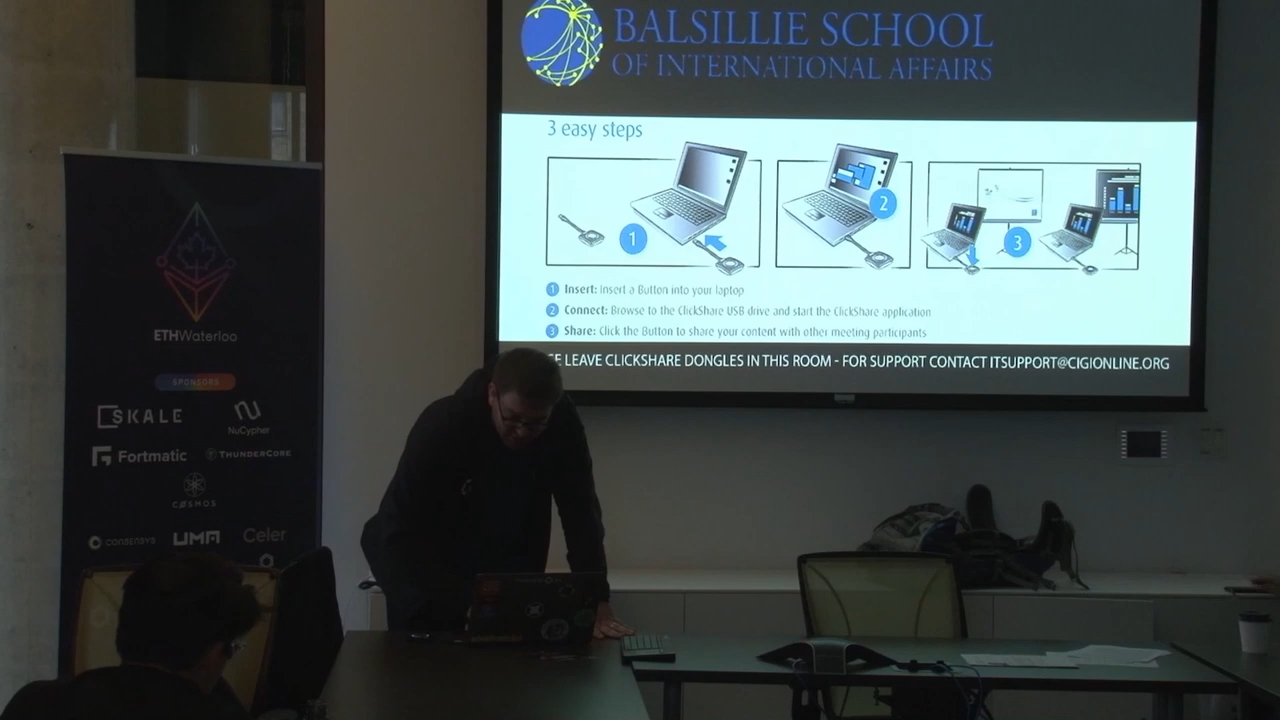 BALSILLIE SCHOOL
OF INTERNATIONAL AFFAIRS
3 easy steps
1
2
3
1 Insert: Insert a Button into your laptop
2 Connect: Browse to the ClickShare USB drive and start the ClickShare application
3 Share: Click the Button to share your content with other meeting participants
LEAVE CLICKSHARE DONGLES IN THIS ROOM - FOR SUPPORT CONTACT ITSUPPORT@CIGIONLINE.ORG
ETHWaterloo
SPONSORS
SKALE
NuCypher
Fortmatic
THUNDERCORE
COSMOS
CONSENSYS
UMA
Celer